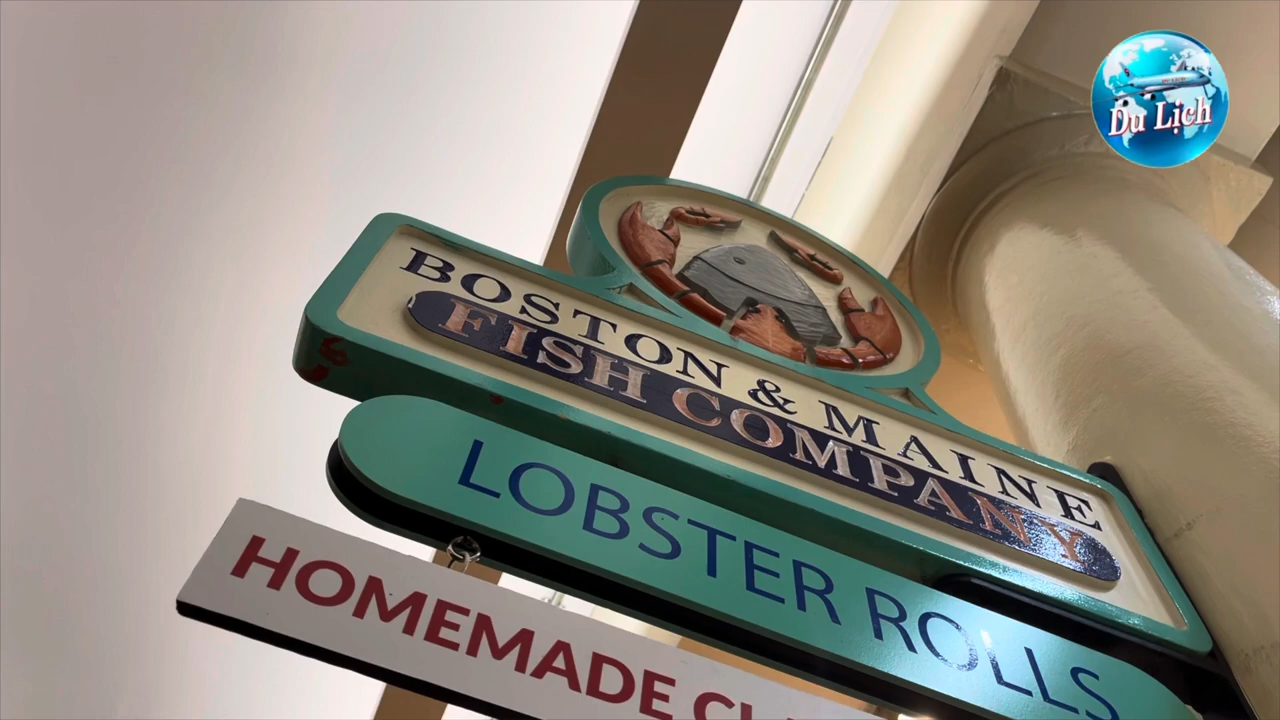 Du Lịch
BOSTON & MAINE
FISH COMPANY
LOBSTER ROLLS
HOMEMADE